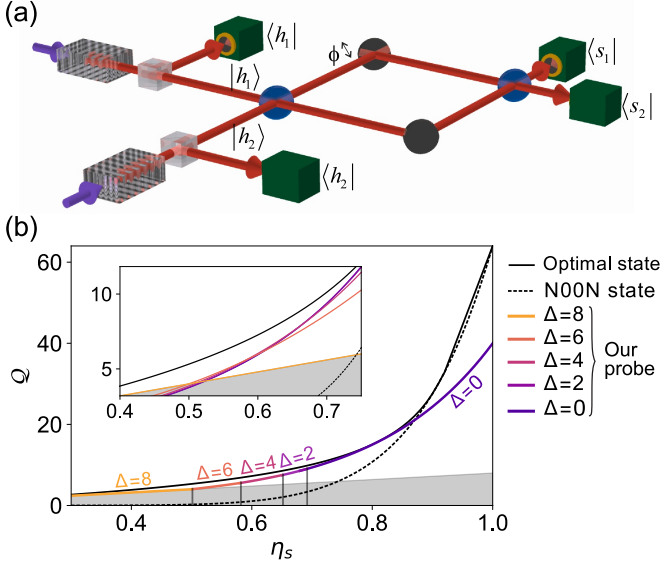 (a)
⟨h₁|
ϕ
⟨s₁|
|h₁⟩
⟨s₂|
|h₂⟩
⟨h₂|
(b)
60
40
20
0
Q
10
5
0.4 0.5 0.6 0.7
Δ=8
Δ=6
Δ=4
Δ=2
Δ=0
0.4 0.6 0.8 1.0
ηₛ
Optimal state
N00N state
Δ=8
Δ=6
Δ=4
Δ=2
Δ=0
Our
probe